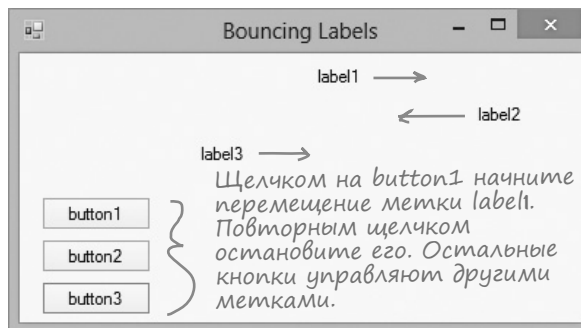 Bouncing Labels
label1
label2
label3
Щелчком на button1 начните
перемещение метки label1.
Повторным щелчком
остановите его. Остальные
кнопки управляют другими
метками.
button1
button2
button3